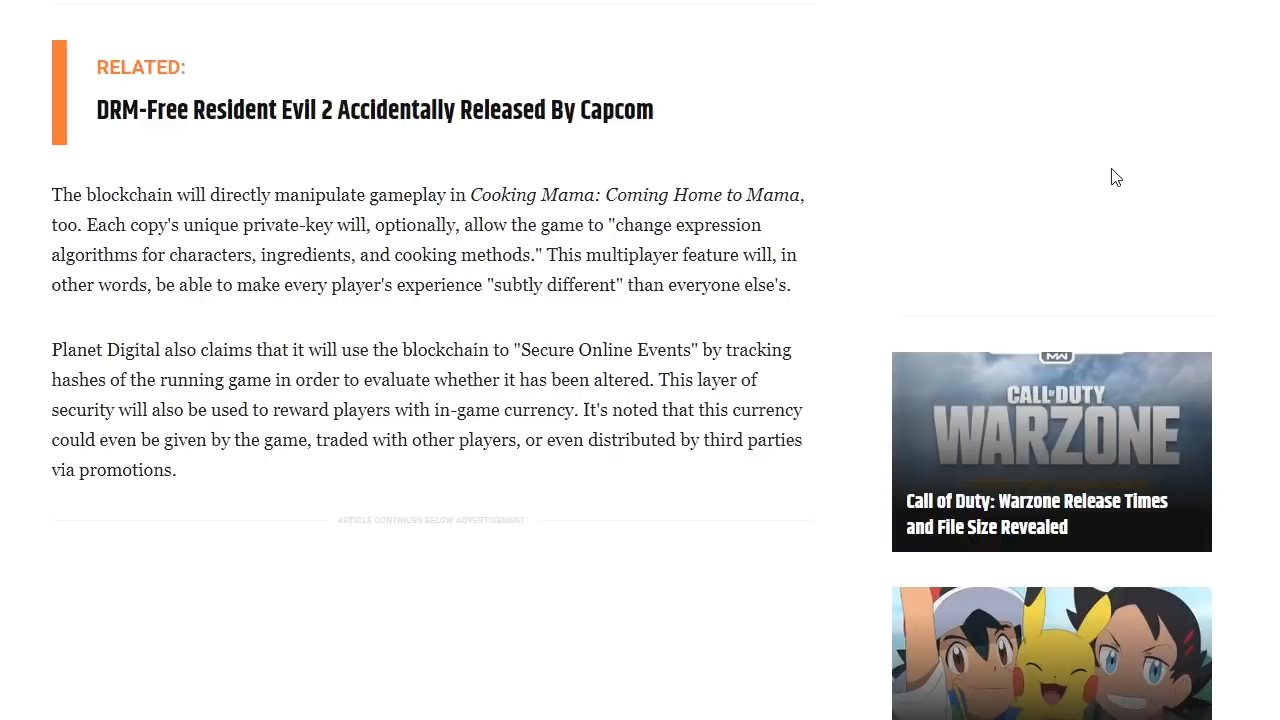 RELATED:
DRM-Free Resident Evil 2 Accidentally Released By Capcom
The blockchain will directly manipulate gameplay in Cooking Mama: Coming Home to Mama,
too. Each copy's unique private-key will, optionally, allow the game to "change expression
algorithms for characters, ingredients, and cooking methods." This multiplayer feature will, in
other words, be able to make every player's experience "subtly different" than everyone else's.
Planet Digital also claims that it will use the blockchain to "Secure Online Events" by tracking
hashes of the running game in order to evaluate whether it has been altered. This layer of
security will also be used to reward players with in-game currency. It's noted that this currency
could even be given by the game, traded with other players, or even distributed by third parties
via promotions.
ARTICLE CONTINUES BELOW ADVERTISEMENT
MW
CALL OF DUTY
WARZONE
Call of Duty: Warzone Release Times
and File Size Revealed